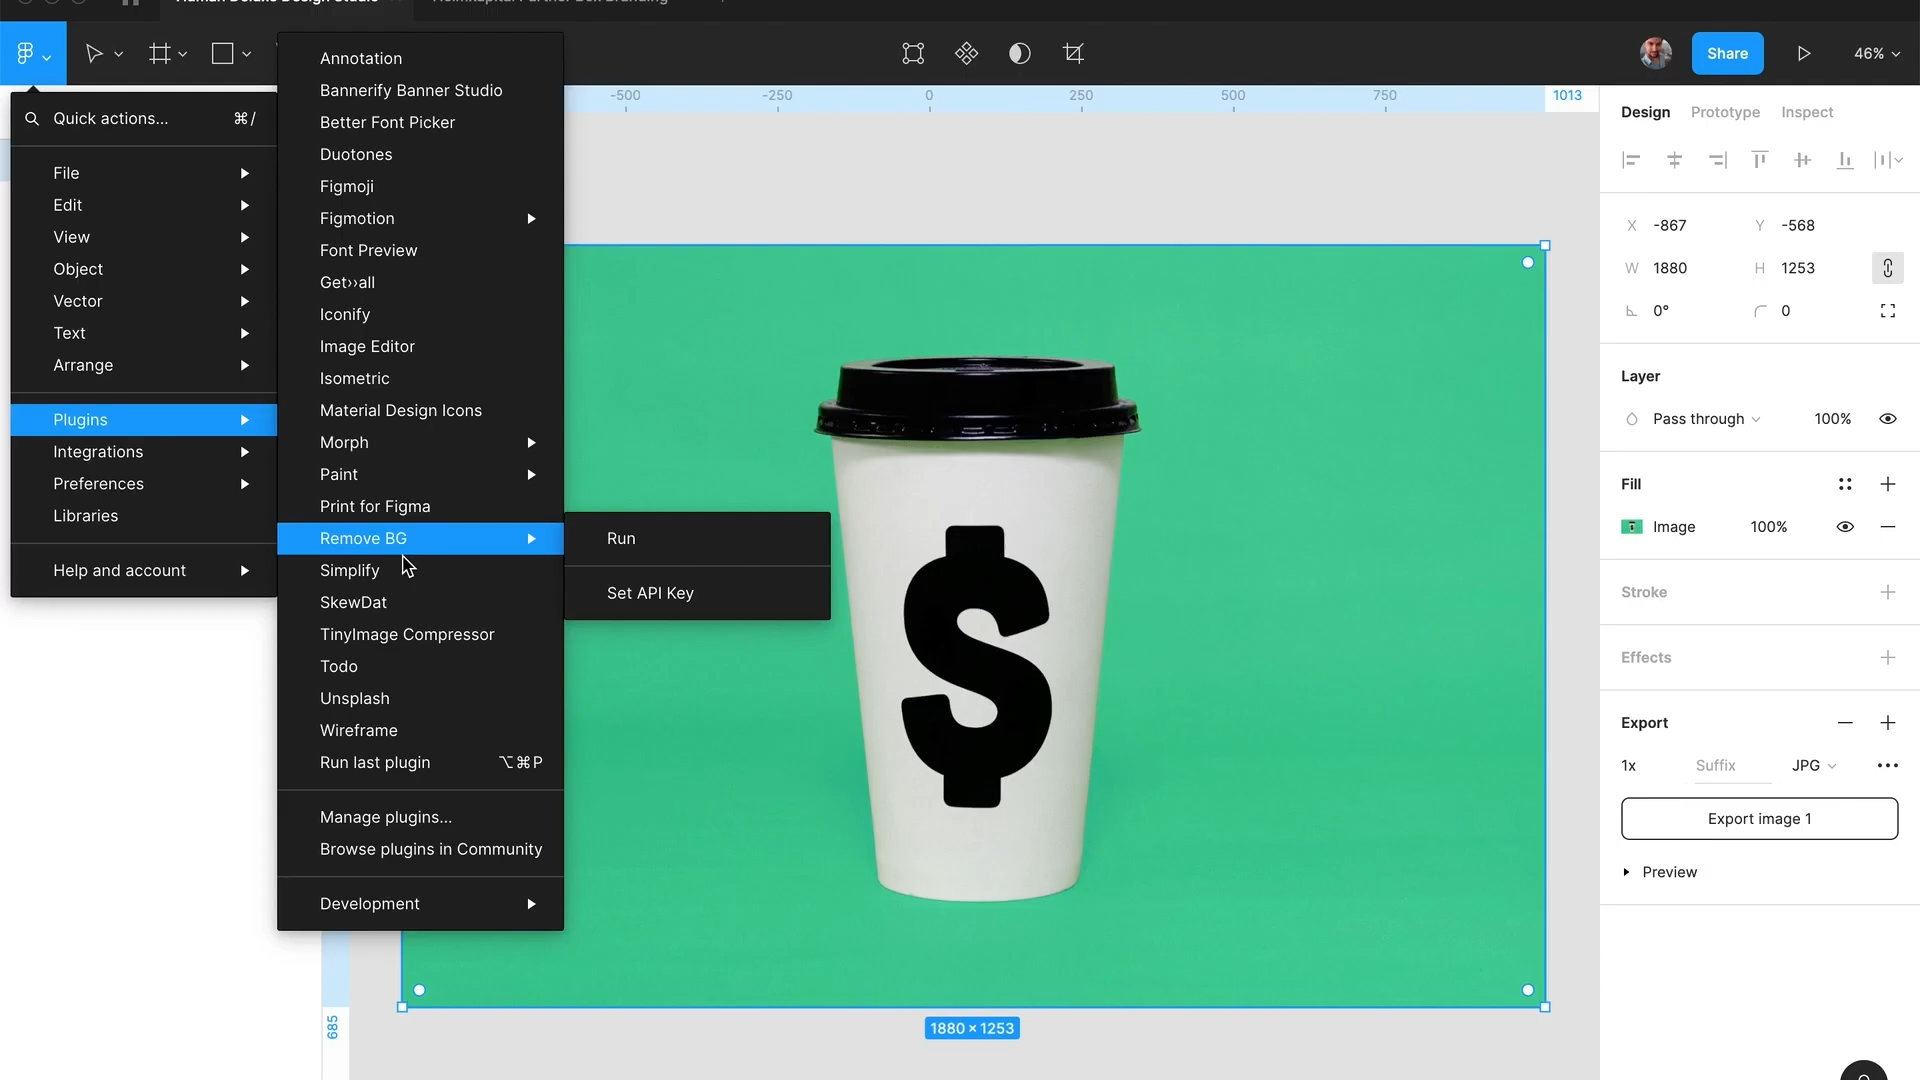 Share
46%
Quick actions...
⌘/
File
Edit
View
Object
Vector
Text
Arrange
Plugins
Integrations
Preferences
Libraries
Help and account
Annotation
Bannerify Banner Studio
Better Font Picker
Duotones
Figmoji
Figmotion
Font Preview
Get››all
Iconify
Image Editor
Isometric
Material Design Icons
Morph
Paint
Print for Figma
Remove BG
Simplify
SkewDat
TinyImage Compressor
Todo
Unsplash
Wireframe
Run last plugin
⌥⌘P
Manage plugins...
Browse plugins in Community
Development
Run
Set API Key
-500
-250
0
250
500
750
1013
685
$
1880 × 1253
Design
Prototype
Inspect
X -867
Y -568
W 1880
H 1253
0°
0
Layer
Pass through
100%
Fill
Image
100%
Stroke
Effects
Export
1x
Suffix
JPG
Export image 1
Preview